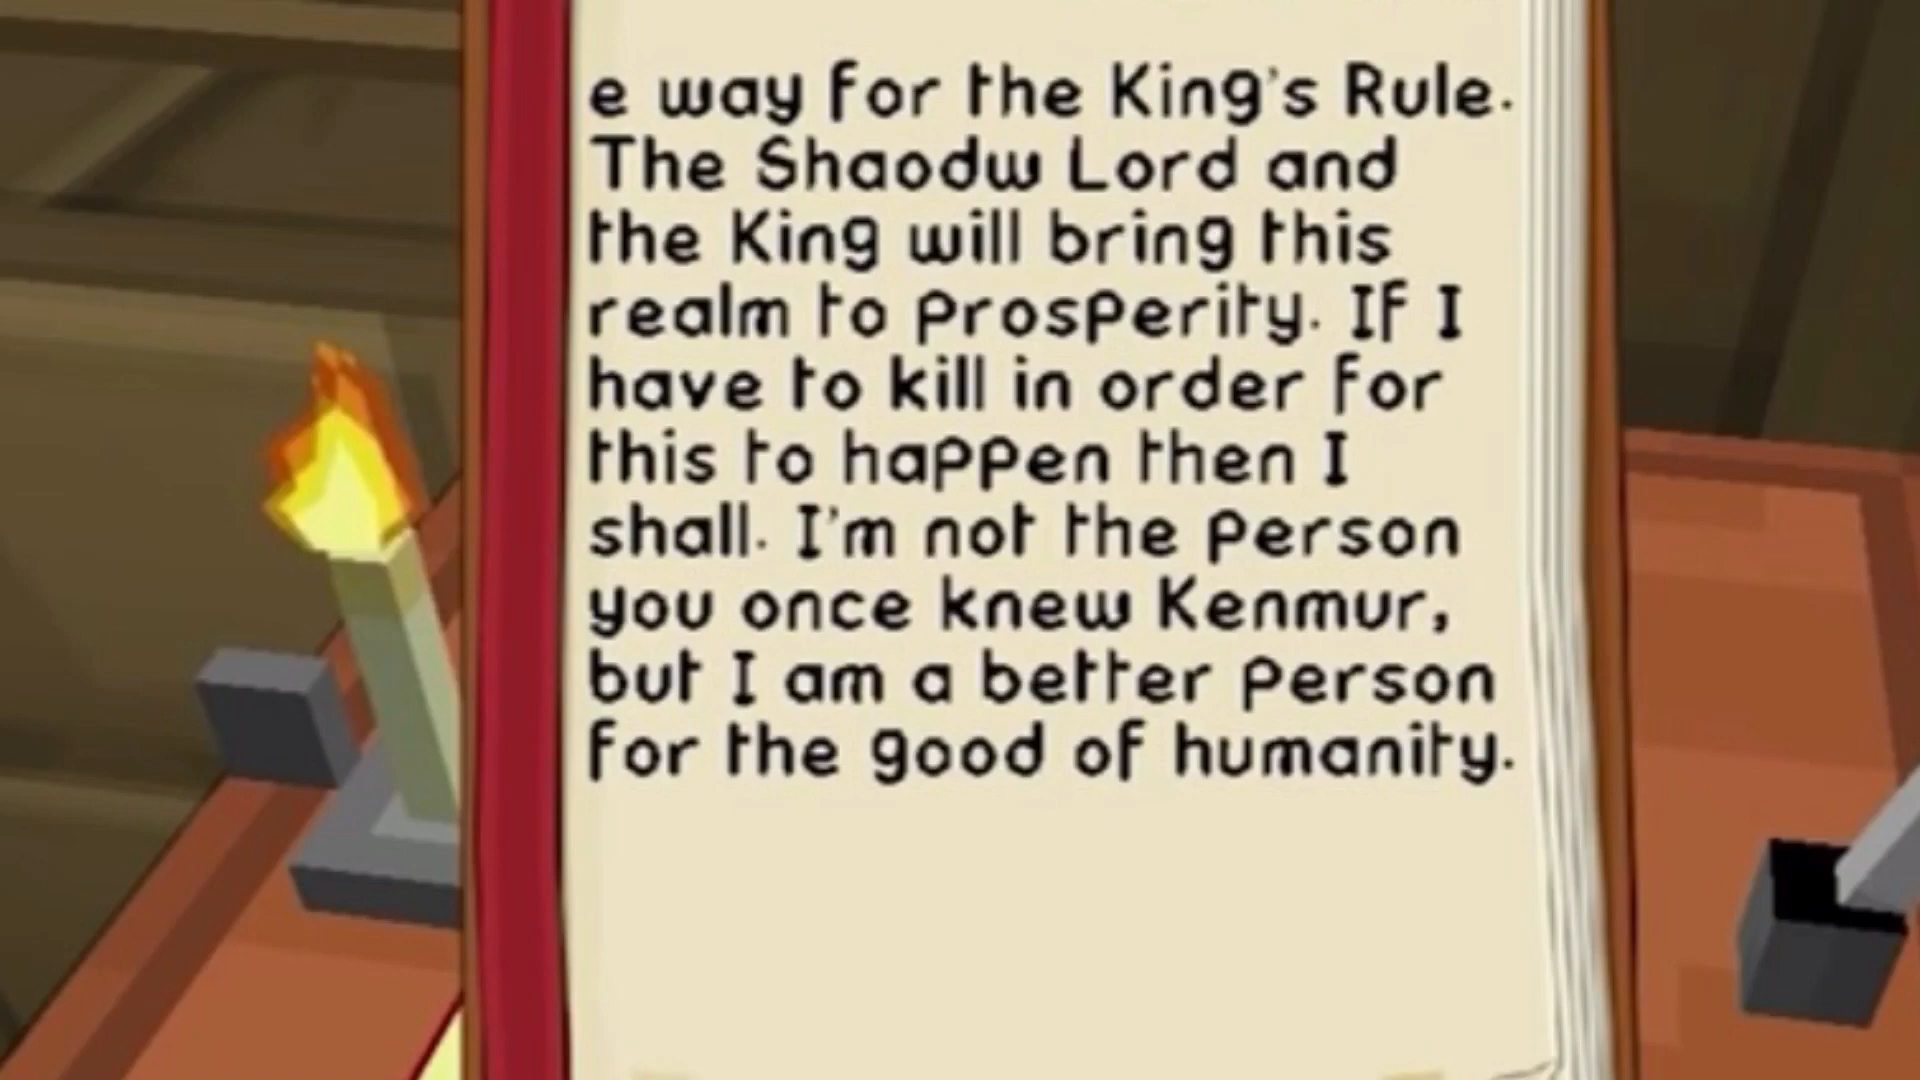 e way for the King's Rule.
The Shaodw Lord and
the King will bring this
realm to prosperity. If I
have to kill in order for
this to happen then I
shall. I'm not the person
you once knew Kenmur,
but I am a better person
for the good of humanity.